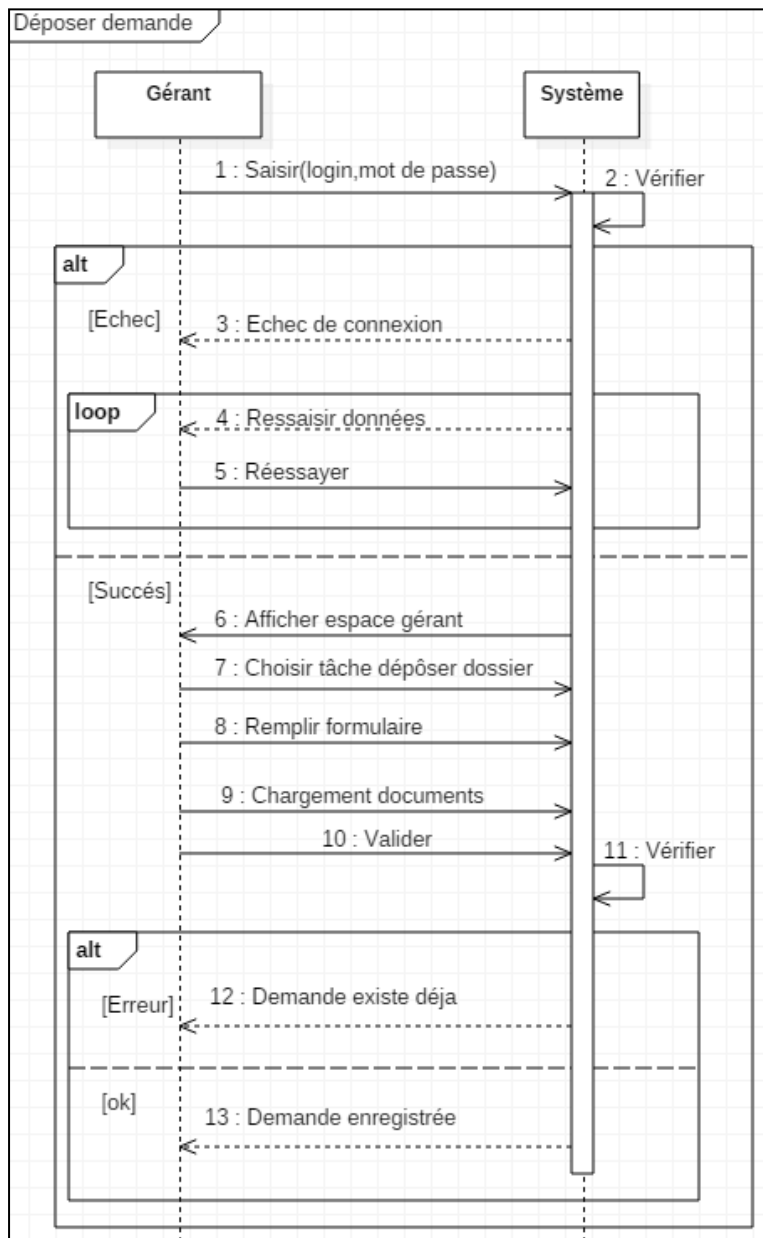 Déposer demande
Gérant
Système
1 : Saisir(login,mot de passe)
2 : Vérifier
alt
[Echec]
3 : Echec de connexion
loop
4 : Ressaisir données
5 : Réessayer
[Succés]
6 : Afficher espace gérant
7 : Choisir tâche dépôser dossier
8 : Remplir formulaire
9 : Chargement documents
10 : Valider
11 : Vérifier
alt
[Erreur]
12 : Demande existe déja
[ok]
13 : Demande enregistrée